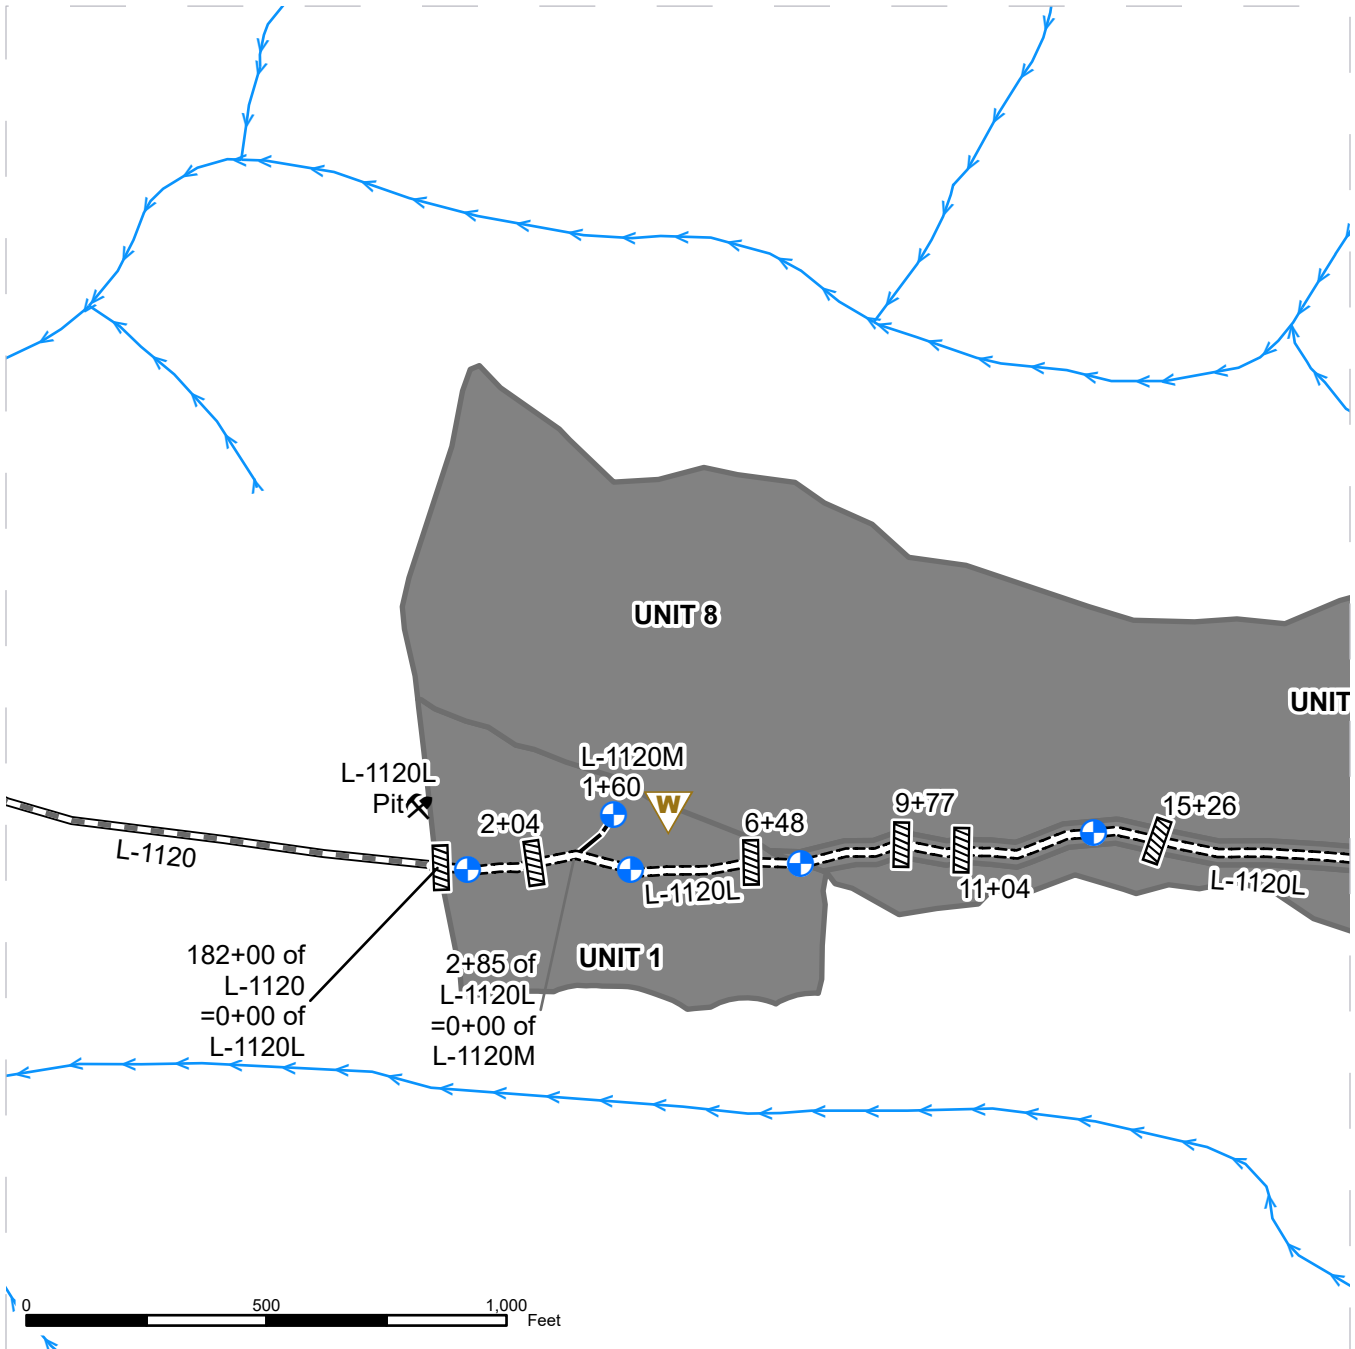 UNIT 8
UNIT
L-1120M
1+60
L-1120L
Pit
W
2+04
6+48
9+77
15+26
L-1120
L-1120L
11+04
L-1120L
182+00 of
L-1120
=0+00 of
L-1120L
2+85 of
L-1120L
=0+00 of
L-1120M
UNIT 1
0 500 1,000
Feet